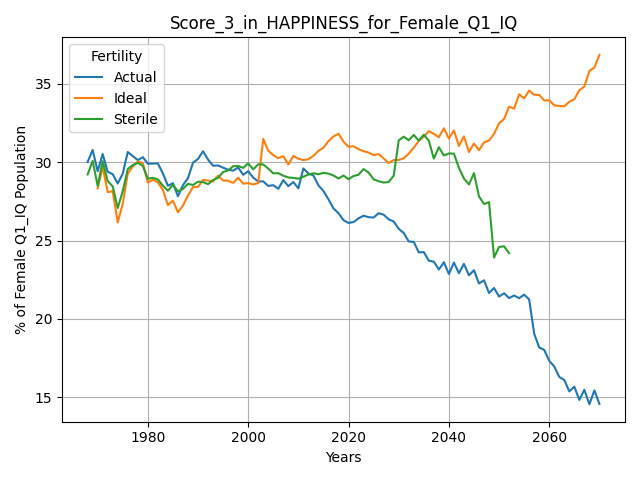 Score_3_in_HAPPINESS_for_Female_Q1_IQ
Fertility
Actual
Ideal
Sterile
% of Female Q1_IQ Population
35
30
25
20
15
1980
2000
2020
2040
2060
Years